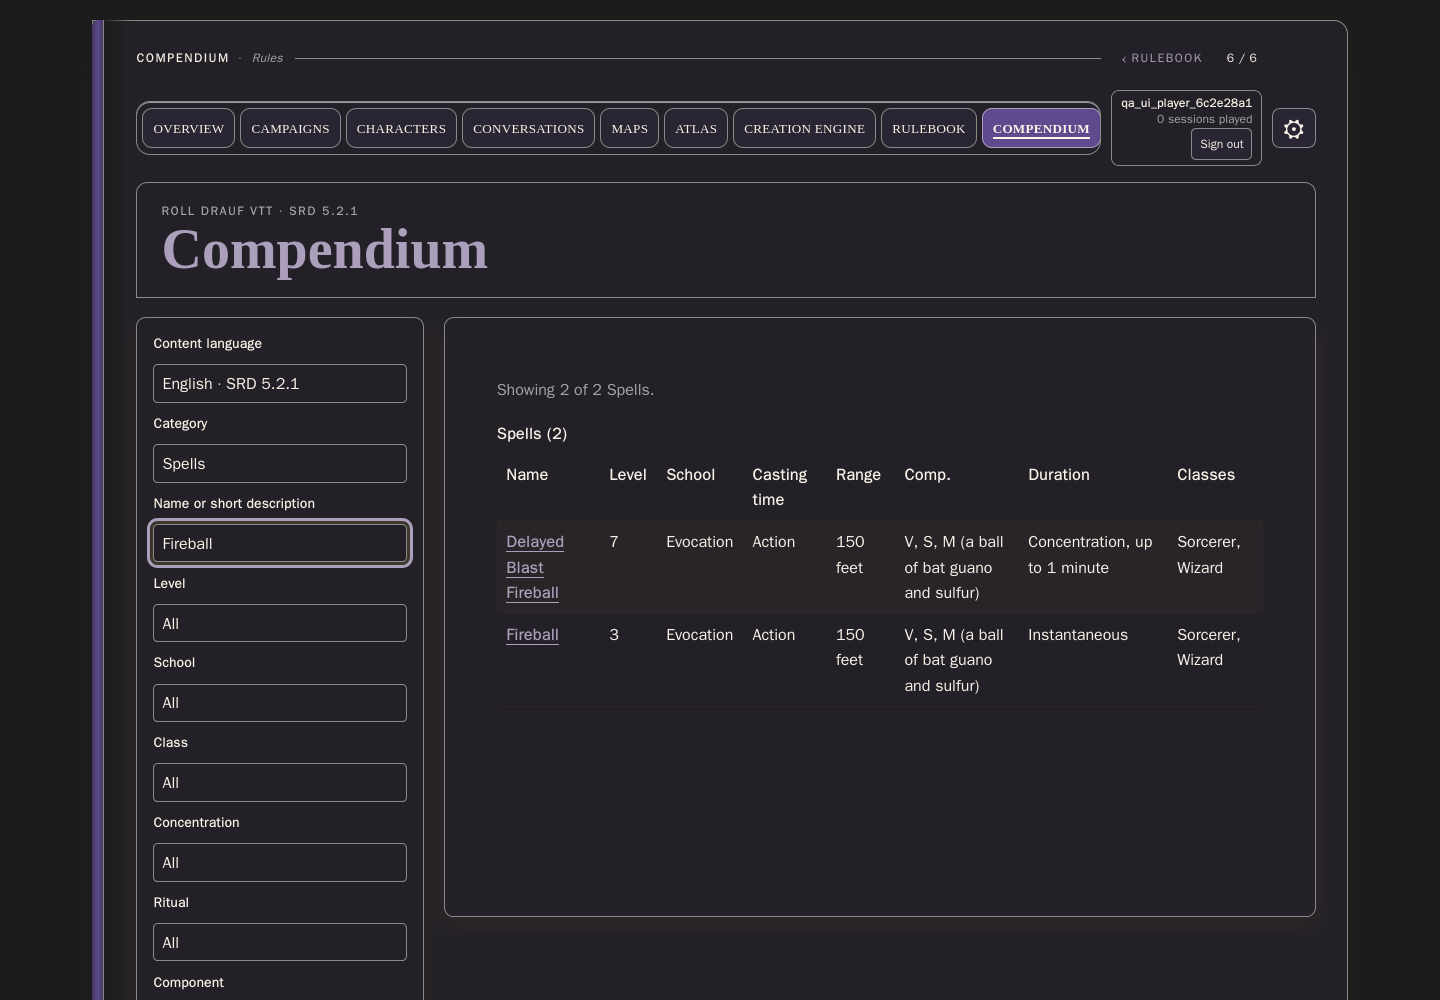 COMPENDIUM · Rules ‹ RULEBOOK 6 / 6
OVERVIEW CAMPAIGNS CHARACTERS CONVERSATIONS MAPS ATLAS CREATION ENGINE RULEBOOK COMPENDIUM
qa_ui_player_6c2e28a1
0 sessions played
Sign out
ROLL DRAUF VTT · SRD 5.2.1
Compendium
Content language
English · SRD 5.2.1
Category
Spells
Name or short description
Fireball
Level
All
School
All
Class
All
Concentration
All
Ritual
All
Component
Showing 2 of 2 Spells.
Spells (2)
Name Level School Casting Range Comp. Duration Classes
time
Delayed 7 Evocation Action 150 V, S, M (a ball Concentration, up Sorcerer,
Blast feet of bat guano to 1 minute Wizard
Fireball and sulfur)
Fireball 3 Evocation Action 150 V, S, M (a ball Instantaneous Sorcerer,
feet of bat guano Wizard
and sulfur)